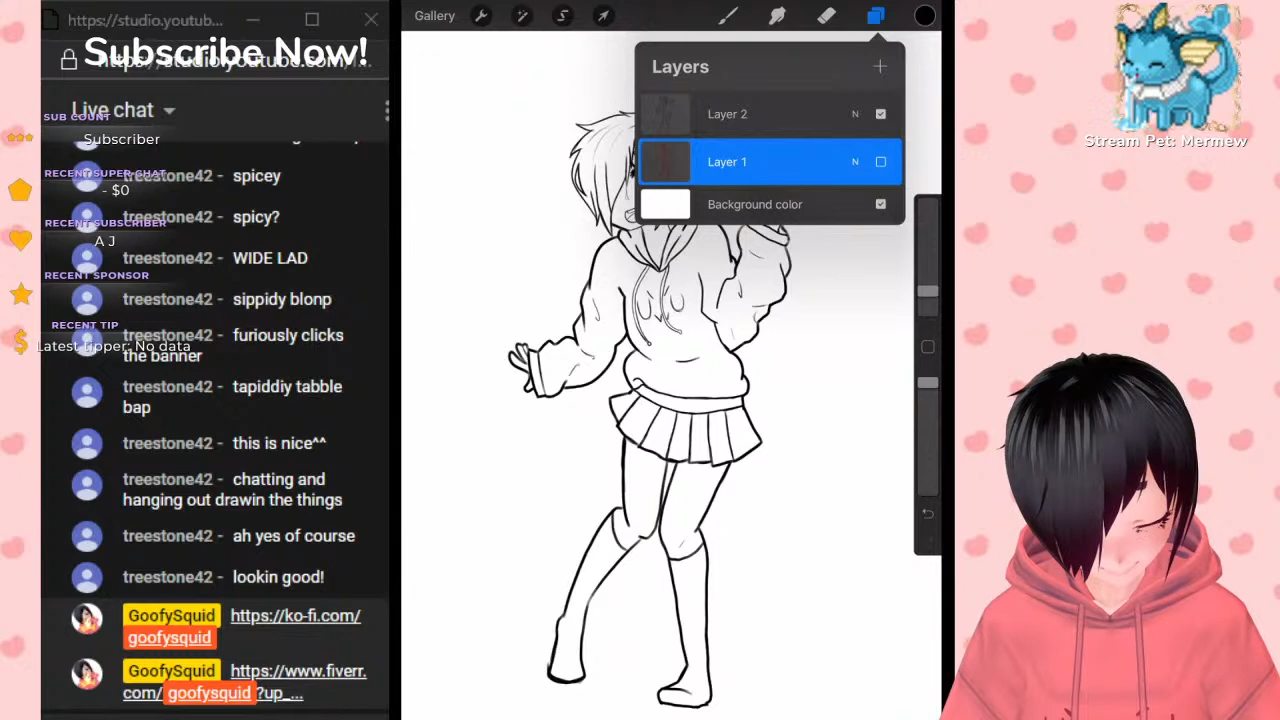 https://studio.youtub...
Subscribe Now!
Live chat
SUB COUNT
Subscriber
treestone42 - spicey
RECENT SUPER CHAT
- $0
treestone42 - spicy?
RECENT SUBSCRIBER
A J
treestone42 - WIDE LAD
RECENT SPONSOR
treestone42 - sippidy blonp
RECENT TIP
treestone42 - furiously clicks
the banner
Latest tipper: No data
treestone42 - tapiddiy tabble
bap
treestone42 - this is nice^^
treestone42 - chatting and
hanging out drawin the things
treestone42 - ah yes of course
treestone42 - lookin good!
GoofySquid https://ko-fi.com/
goofysquid
GoofySquid https://www.fiverr.
com/goofysquid?up_...
Gallery
Layers
Layer 2 N
Layer 1 N
Background color
Stream Pet: Mermew